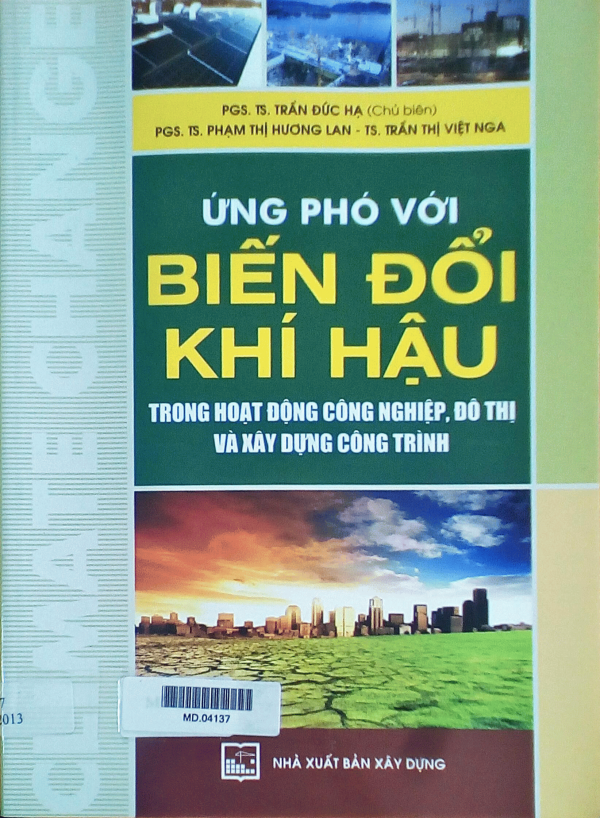 PGS. TS. TRẦN ĐỨC HẠ (Chủ biên)
PGS. TS. PHẠM THỊ HƯƠNG LAN - TS. TRẦN THỊ VIỆT NGA
ỨNG PHÓ VỚI
BIẾN ĐỔI
KHÍ HẬU
TRONG HOẠT ĐỘNG CÔNG NGHIỆP, ĐÔ THỊ
VÀ XÂY DỰNG CÔNG TRÌNH
CLIMATE CHANGE
7
2013
MD.04137
NHÀ XUẤT BẢN XÂY DỰNG